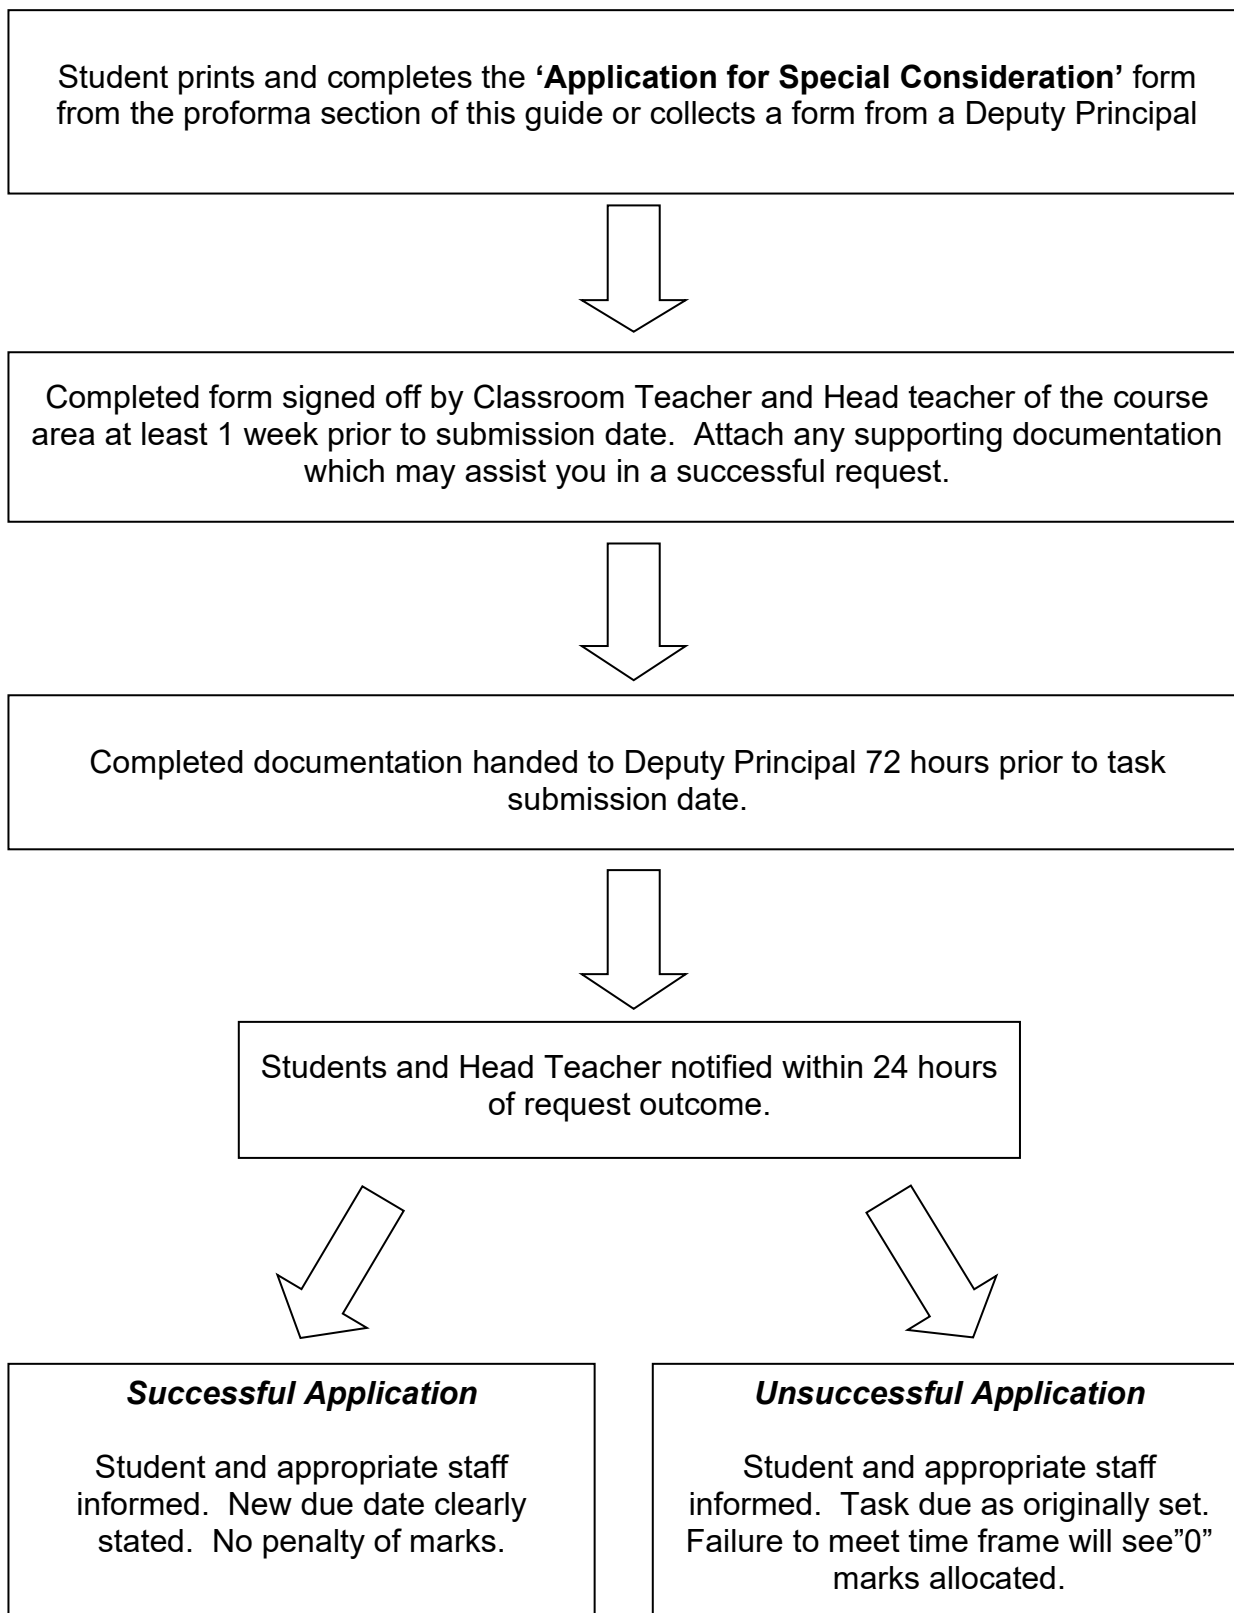 Student prints and completes the ‘Application for Special Consideration’ form
from the proforma section of this guide or collects a form from a Deputy Principal
Completed form signed off by Classroom Teacher and Head teacher of the course
area at least 1 week prior to submission date.  Attach any supporting documentation
which may assist you in a successful request.
Completed documentation handed to Deputy Principal 72 hours prior to task
submission date.
Students and Head Teacher notified within 24 hours
of request outcome.
Successful Application
Student and appropriate staff
informed.  New due date clearly
stated.  No penalty of marks.
Unsuccessful Application
Student and appropriate staff
informed.  Task due as originally set.
Failure to meet time frame will see”0”
marks allocated.